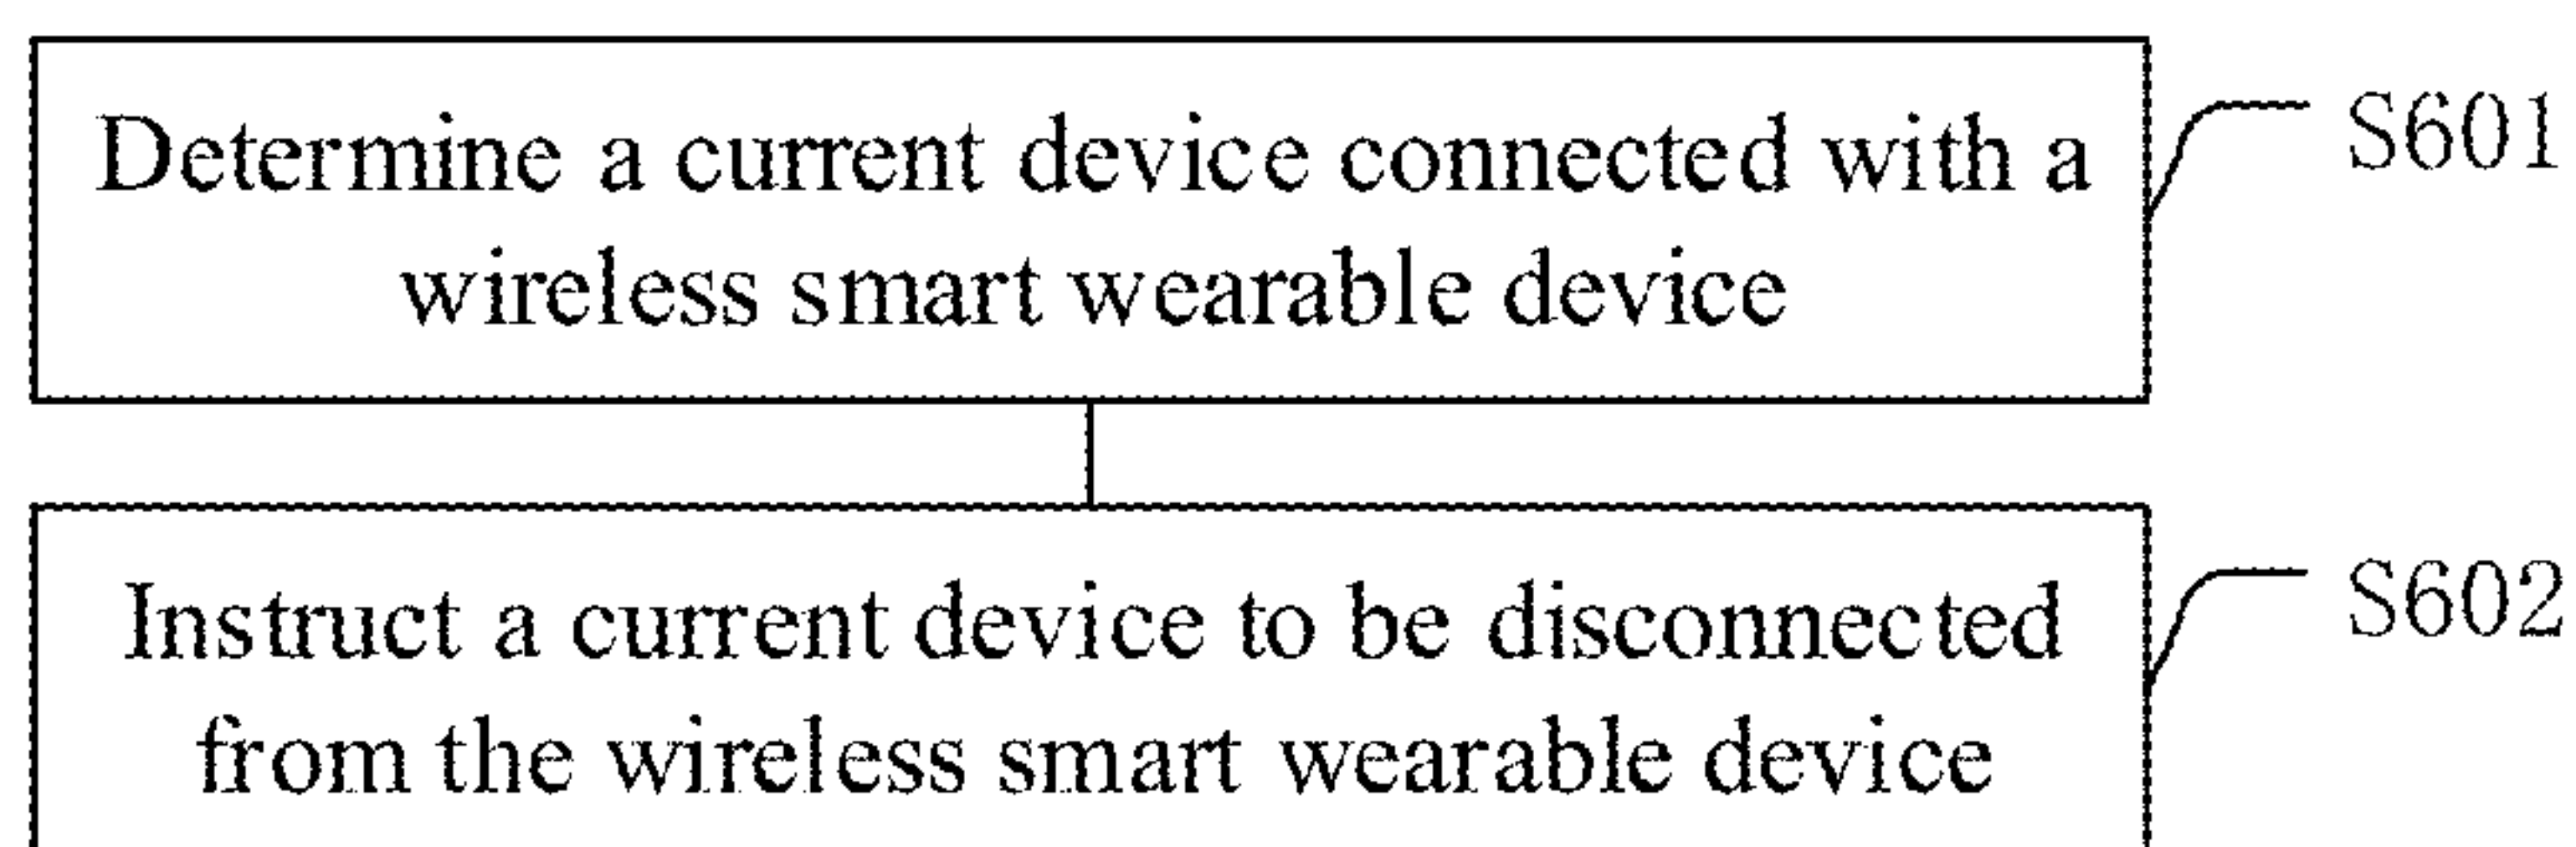 Determine a current device connected with a
wireless smart wearable device
S601
Instruct a current device to be disconnected
from the wireless smart wearable device
S602